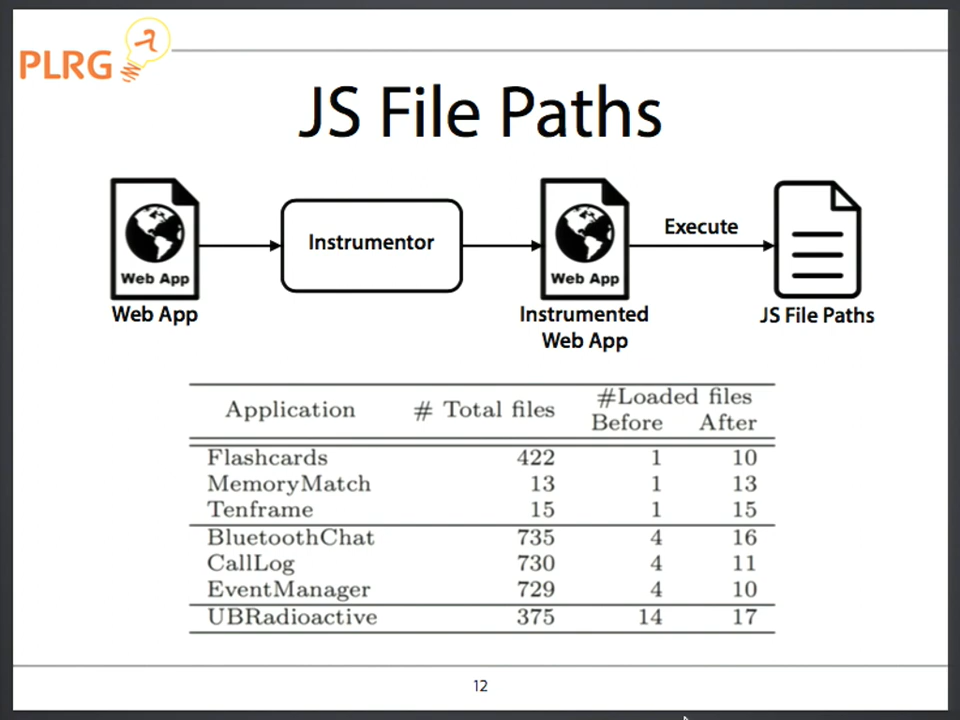 PLRG
JS File Paths
Web App
Instrumentor
Web App
Execute
Web App
Instrumented
Web App
JS File Paths
Application # Total files #Loaded files
Before After
Flashcards 422 1 10
MemoryMatch 13 1 13
Tenframe 15 1 15
BluetoothChat 735 4 16
CallLog 730 4 11
EventManager 729 4 10
UBRadioactive 375 14 17
12